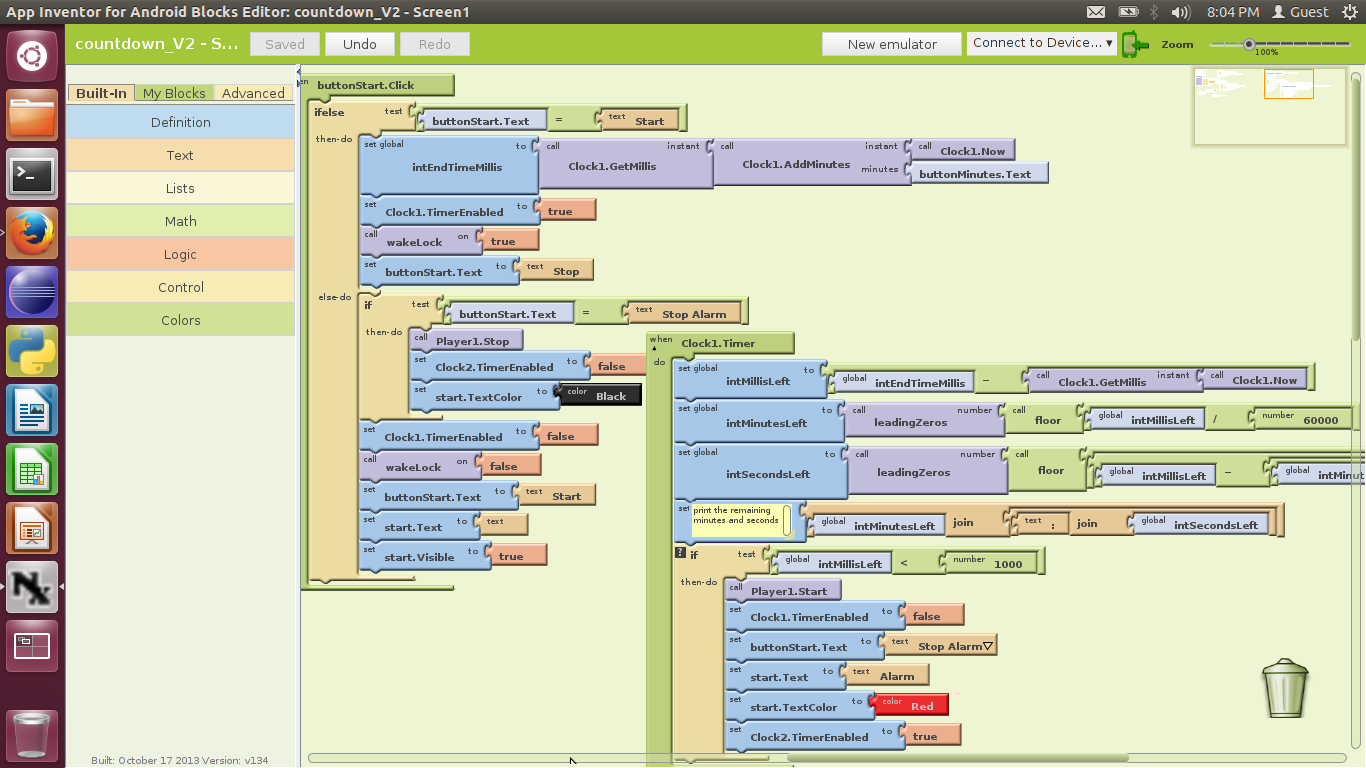 App Inventor for Android Blocks Editor: countdown_V2 - Screen1
8:04 PM Guest
countdown_V2 - S...
Saved
Undo
Redo
New emulator
Connect to Device...
Zoom
100%
Built-In
My Blocks
Advanced
Definition
Text
Lists
Math
Logic
Control
Colors
Built: October 17 2013 Version: v134
buttonStart.Click
ifelse test buttonStart.Text = text Start
then-do set global intEndTimeMillis to call Clock1.GetMillis instant call Clock1.AddMinutes instant call Clock1.Now
minutes buttonMinutes.Text
set Clock1.TimerEnabled to true
call wakeLock on true
set buttonStart.Text to text Stop
else-do if test buttonStart.Text = text Stop Alarm
then-do call Player1.Stop
set Clock2.TimerEnabled to false
set start.TextColor to color Black
set Clock1.TimerEnabled to false
call wakeLock on false
set buttonStart.Text to text Start
set start.Text to text
set start.Visible to true
when Clock1.Timer
do set global intMillisLeft to global intEndTimeMillis - call Clock1.GetMillis instant call Clock1.Now
set global intMinutesLeft to call leadingZeros number call floor global intMillisLeft / number 60000
set global intSecondsLeft to call leadingZeros number call floor global intMillisLeft - global intMinut
set print the remaining
minutes and seconds
global intMinutesLeft join text : join global intSecondsLeft
? if test global intMillisLeft < number 1000
then-do call Player1.Start
set Clock1.TimerEnabled to false
set buttonStart.Text to text Stop Alarm
set start.Text to text Alarm
set start.TextColor to color Red
set Clock2.TimerEnabled to true